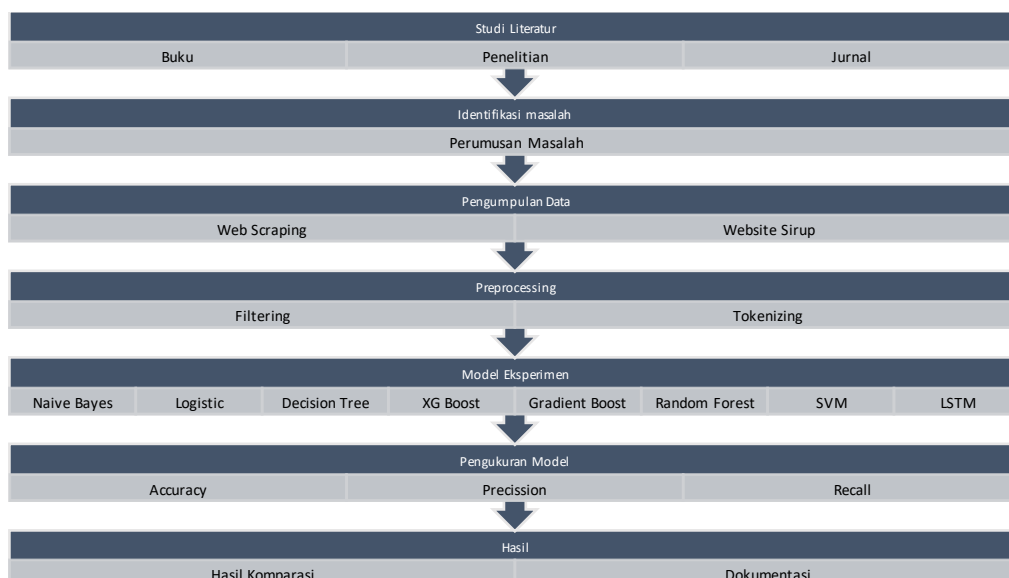 Studi Literatur
Buku Penelitian Jurnal
Identifikasi masalah
Perumusan Masalah
Pengumpulan Data
Web Scraping Website Sirup
Preprocessing
Filtering Tokenizing
Model Eksperimen
Naive Bayes Logistic Decision Tree XG Boost Gradient Boost Random Forest SVM LSTM
Pengukuran Model
Accuracy Precission Recall
Hasil
Hasil Komparasi Dokumentasi